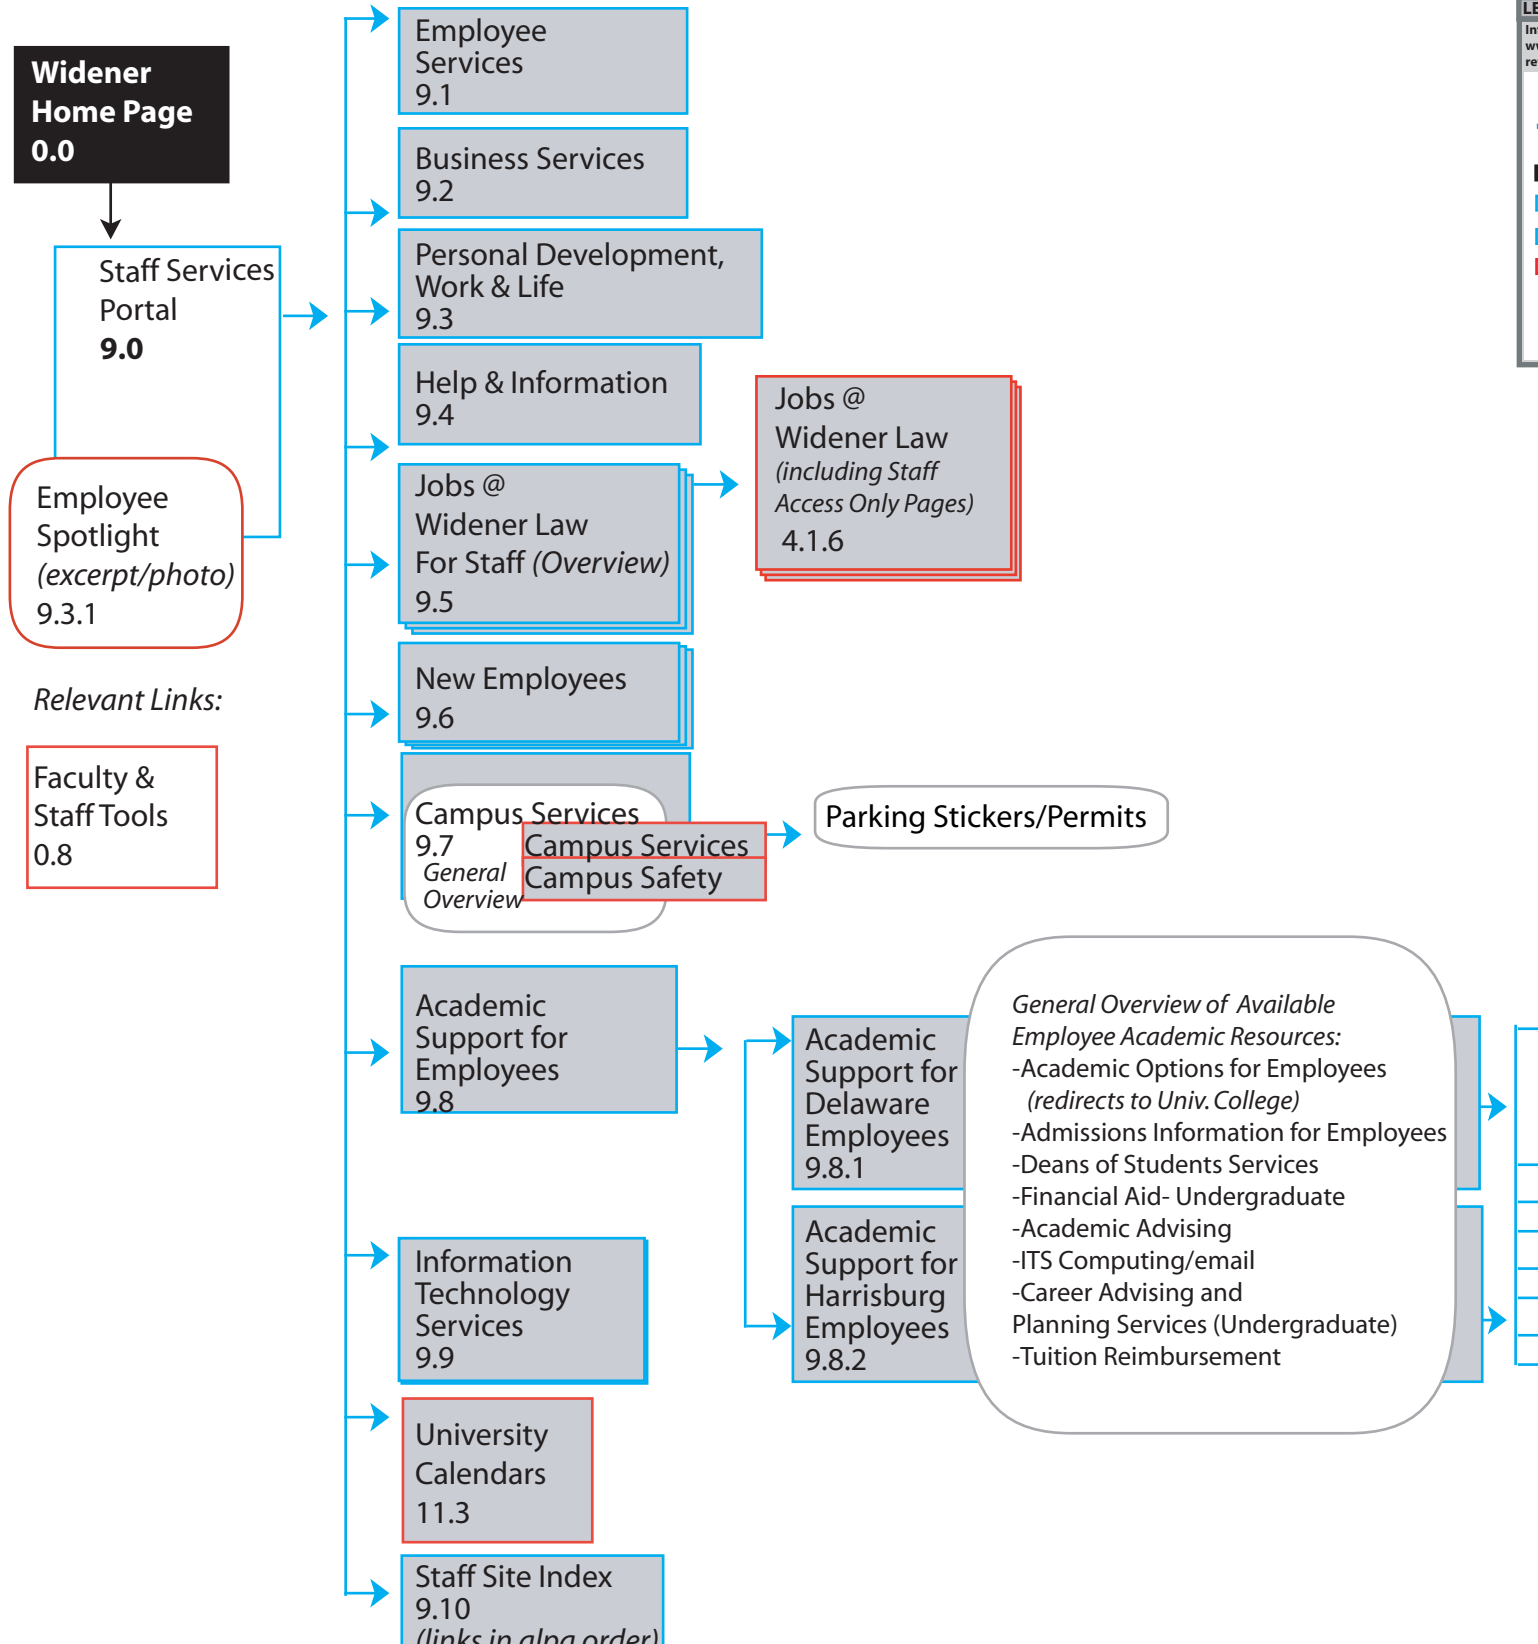 Widener
Home Page
0.0
Staff Services
Portal
9.0
Employee
Spotlight
(excerpt/photo)
9.3.1
Relevant Links:
Faculty &
Staff Tools
0.8
Employee
Services
9.1
Business Services
9.2
Personal Development,
Work & Life
9.3
Help & Information
9.4
Jobs @
Widener Law
For Staff (Overview)
9.5
Jobs @
Widener Law
(including Staff
Access Only Pages)
4.1.6
New Employees
9.6
Campus Services
9.7
General
Overview
Campus Services
Campus Safety
Parking Stickers/Permits
Academic
Support for
Employees
9.8
Academic
Support for
Delaware
Employees
9.8.1
Academic
Support for
Harrisburg
Employees
9.8.2
General Overview of Available
Employee Academic Resources:
-Academic Options for Employees
(redirects to Univ. College)
-Admissions Information for Employees
-Deans of Students Services
-Financial Aid- Undergraduate
-Academic Advising
-ITS Computing/email
-Career Advising and
Planning Services (Undergraduate)
-Tuition Reimbursement
Information
Technology
Services
9.9
University
Calendars
11.3
Staff Site Index
9.10
(links in alpa order)